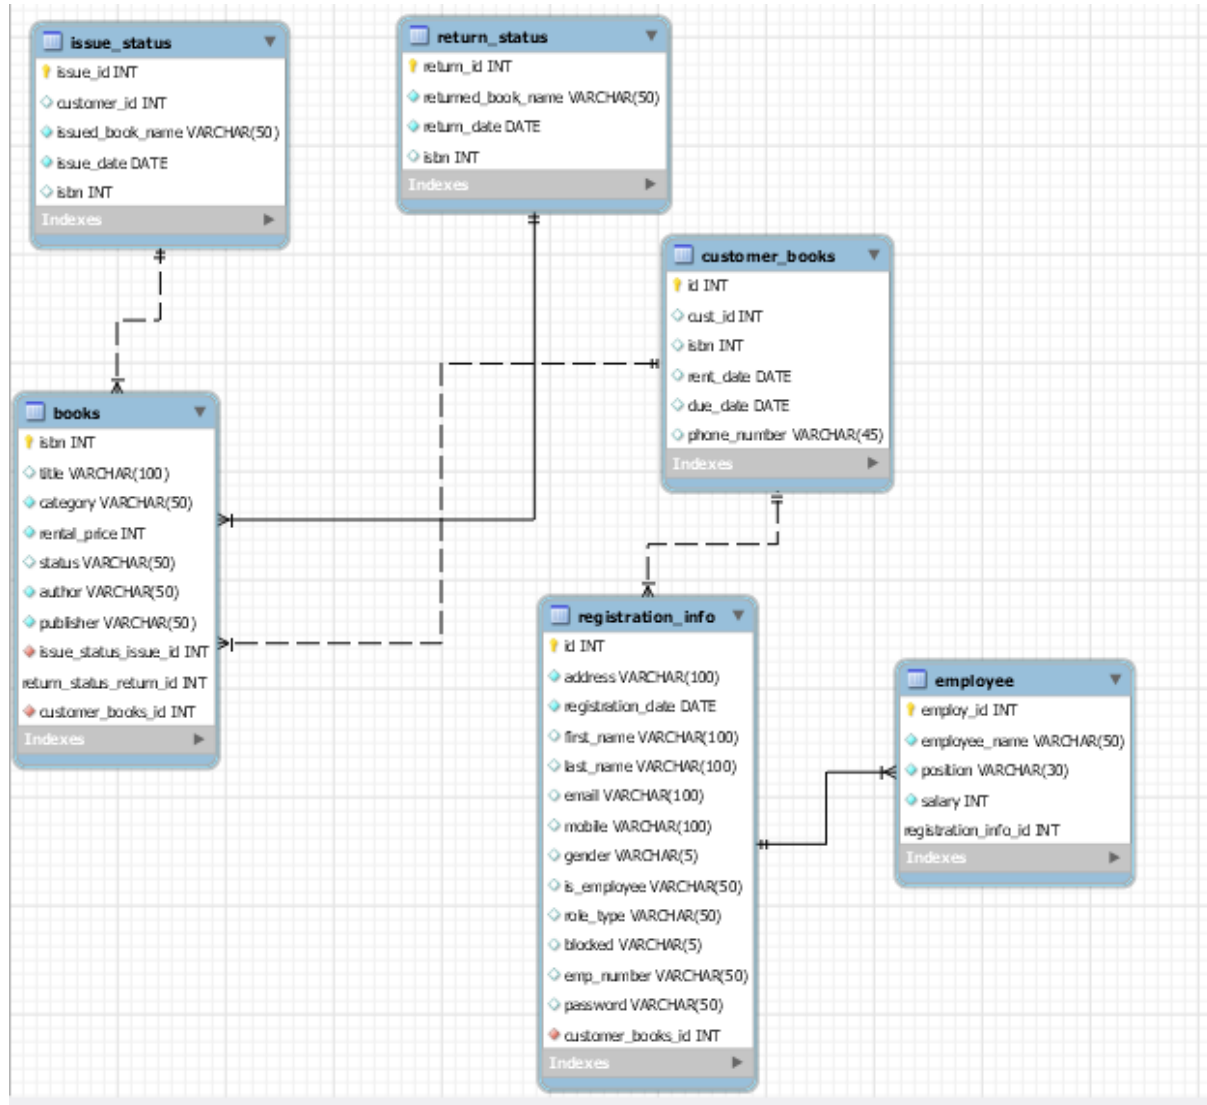 issue_status
issue_id INT
customer_id INT
issued_book_name VARCHAR(50)
issue_date DATE
isbn INT
Indexes
return_status
return_id INT
returned_book_name VARCHAR(50)
return_date DATE
isbn INT
Indexes
customer_books
id INT
cust_id INT
isbn INT
rent_date DATE
due_date DATE
phone_number VARCHAR(45)
Indexes
books
isbn INT
title VARCHAR(100)
category VARCHAR(50)
rental_price INT
status VARCHAR(50)
author VARCHAR(50)
publisher VARCHAR(50)
issue_status_issue_id INT
return_status_return_id INT
customer_books_id INT
Indexes
registration_info
id INT
address VARCHAR(100)
registration_date DATE
first_name VARCHAR(100)
last_name VARCHAR(100)
email VARCHAR(100)
mobile VARCHAR(100)
gender VARCHAR(5)
is_employee VARCHAR(50)
role_type VARCHAR(50)
blocked VARCHAR(5)
emp_number VARCHAR(50)
password VARCHAR(50)
customer_books_id INT
Indexes
employee
employ_id INT
employee_name VARCHAR(50)
position VARCHAR(30)
salary INT
registration_info_id INT
Indexes